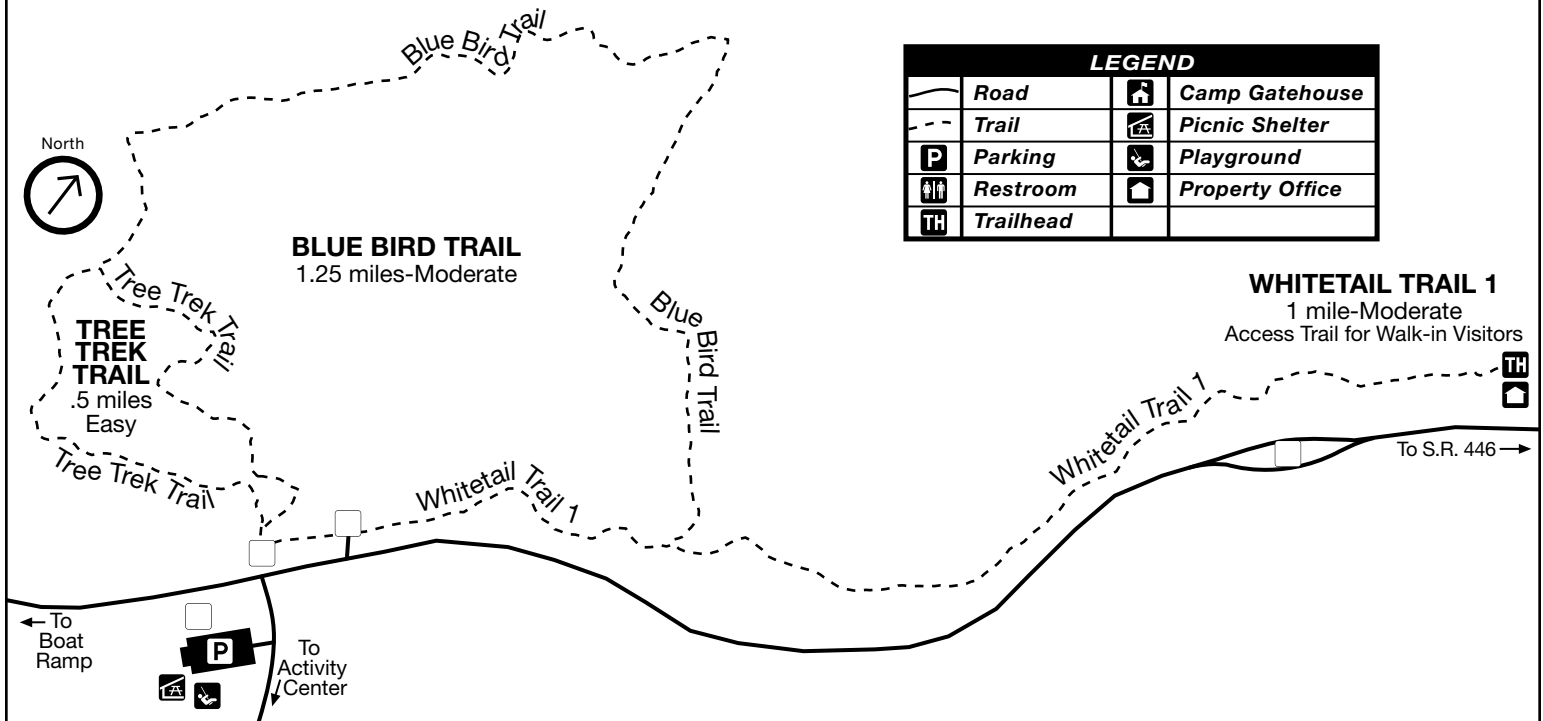 Blue Bird Trail
LEGEND
Road
Camp Gatehouse
Trail
Picnic Shelter
P
Parking
Playground
Restroom
Property Office
TH
Trailhead
North
BLUE BIRD TRAIL
1.25 miles-Moderate
Tree Trek Trail
TREE
TREK
TRAIL
.5 miles
Easy
Tree Trek Trail
Blue Bird Trail
WHITETAIL TRAIL 1
1 mile-Moderate
Access Trail for Walk-in Visitors
TH
Whitetail Trail 1
To S.R. 446
Whitetail Trail 1
To
Boat
Ramp
P
To
Activity
Center